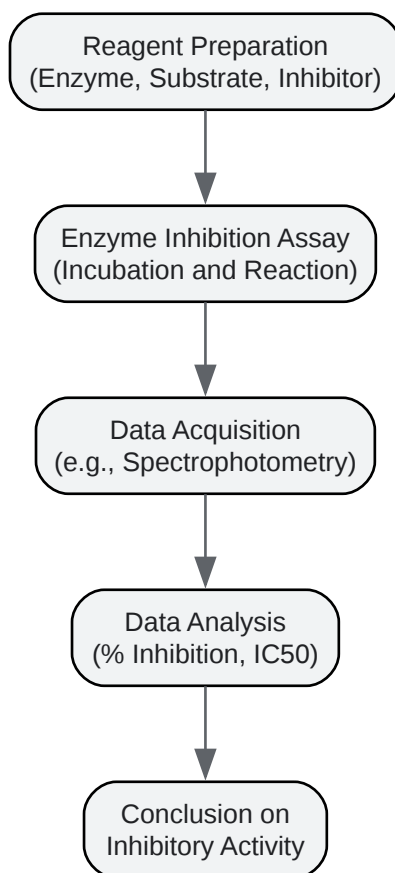 Reagent Preparation
(Enzyme, Substrate, Inhibitor)
Enzyme Inhibition Assay
(Incubation and Reaction)
Data Acquisition
(e.g., Spectrophotometry)
Data Analysis
(% Inhibition, IC50)
Conclusion on
Inhibitory Activity